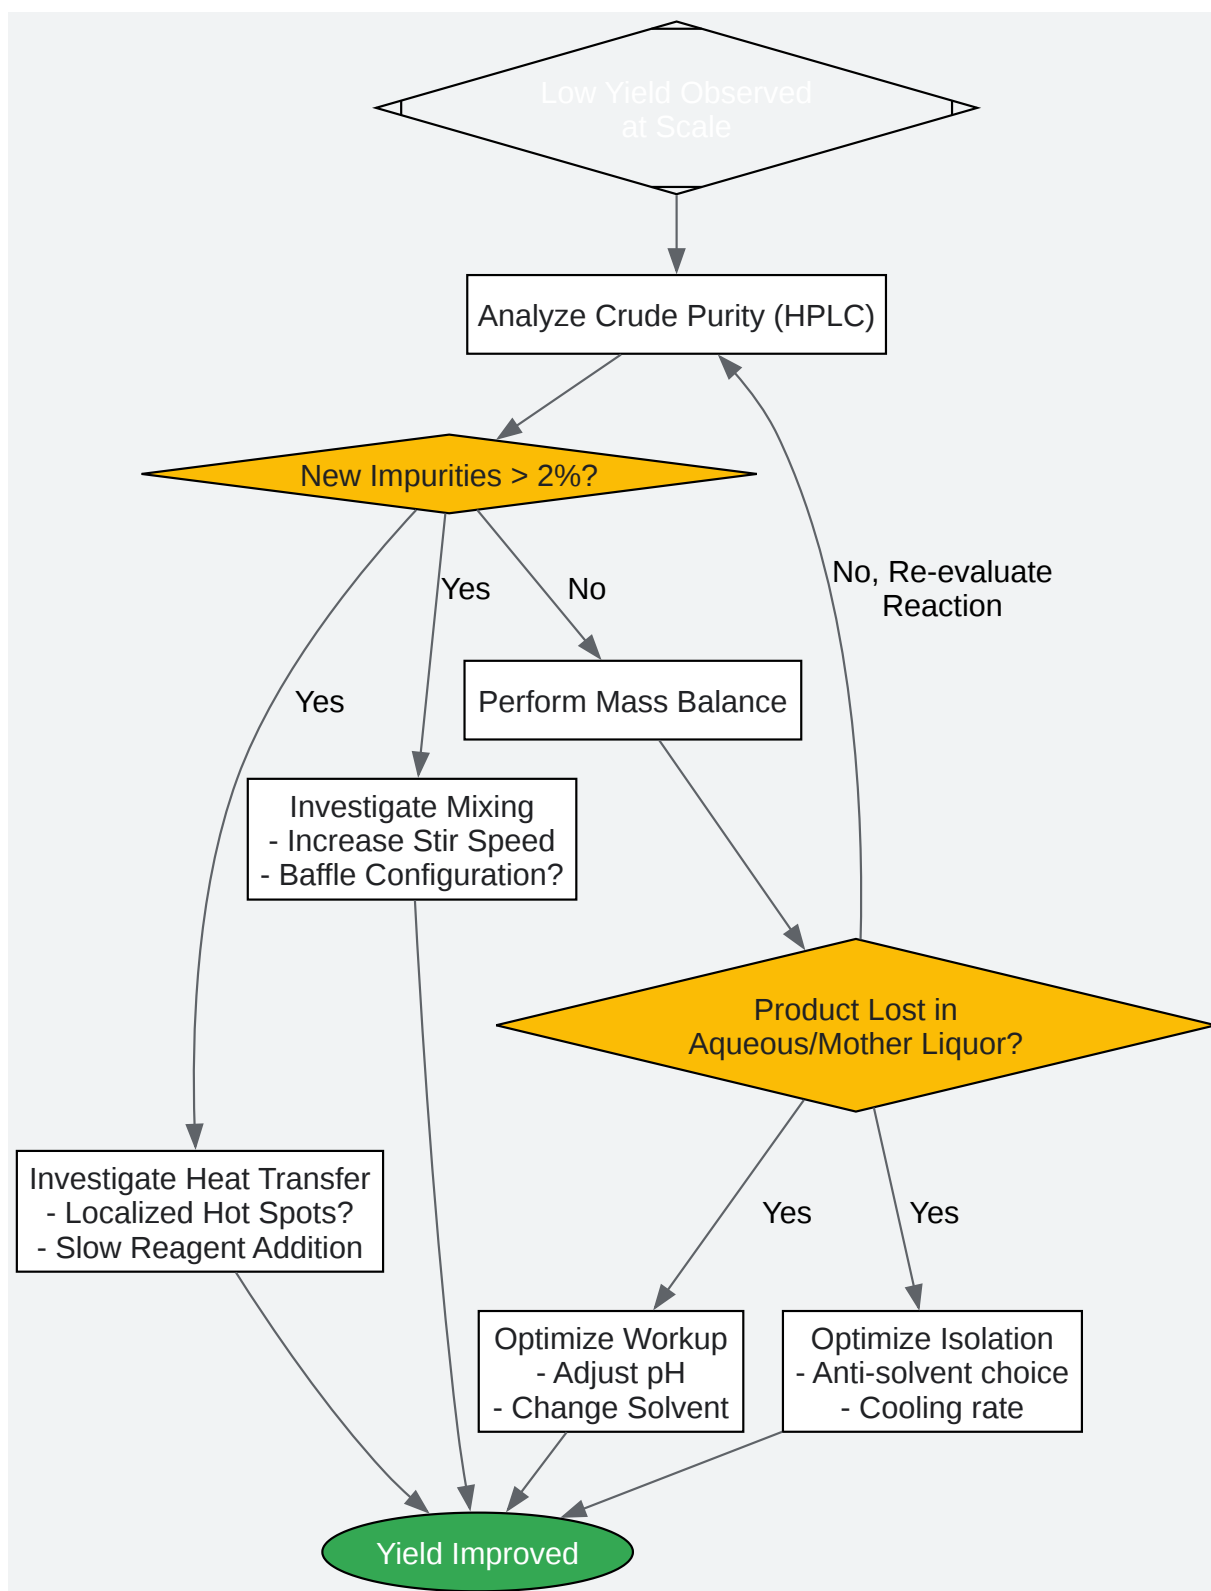 Low Yield Observed
at Scale
Analyze Crude Purity (HPLC)
New Impurities > 2%?
Yes
No
No, Re-evaluate
Reaction
Yes
Perform Mass Balance
Investigate Mixing
- Increase Stir Speed
- Baffle Configuration?
Product Lost in
Aqueous/Mother Liquor?
Investigate Heat Transfer
- Localized Hot Spots?
- Slow Reagent Addition
Yes
Yes
Optimize Workup
- Adjust pH
- Change Solvent
Optimize Isolation
- Anti-solvent choice
- Cooling rate
Yield Improved